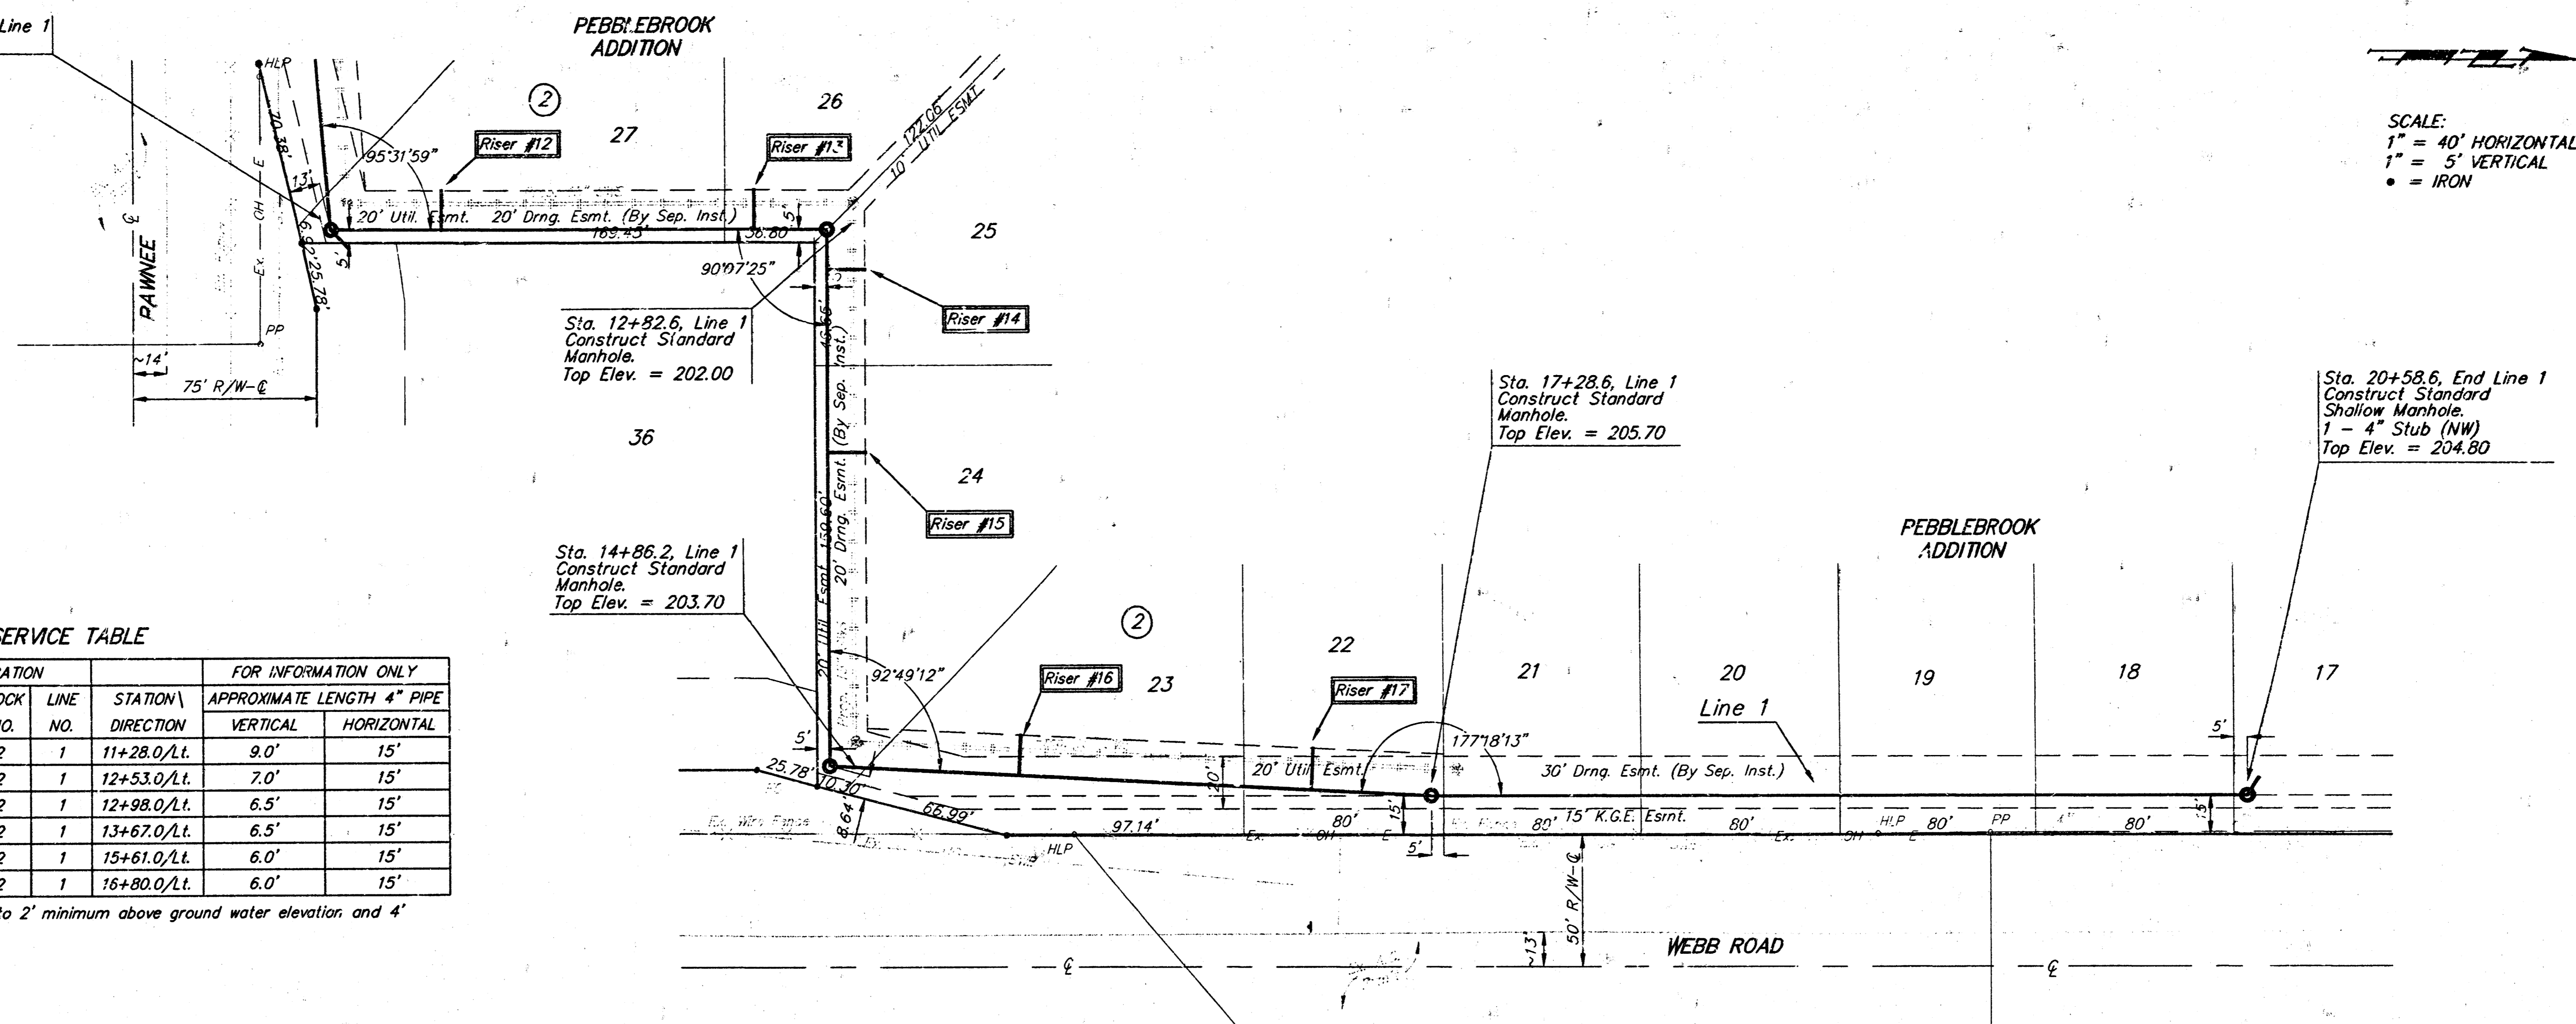 Line 1
PEBBLEBROOK
ADDITION
HLP
2
26
27
Riser #12
Riser #13
122.05'
10' UTIL ESMT
70.38'
95°31'59"
13'
Ex. OH E
20' Util. Esmt. 20' Drng. Esmt. (By Sep. Inst.)
5'
169.45'
36.80'
25
PAWNEE
℄
6.92'
25.78'
5'
90°07'25"
Riser #14
PP
~14'
75' R/W-℄
Sta. 12+82.6, Line 1
Construct Standard
Manhole.
Top Elev. = 202.00
20' Util Esmt 159.60'
20' Drng. Esmt. (By Sep. Inst.)
36
24
Riser #15
SCALE:
1" = 40' HORIZONTAL
1" = 5' VERTICAL
• = IRON
Sta. 17+28.6, Line 1
Construct Standard
Manhole.
Top Elev. = 205.70
Sta. 20+58.6, End Line 1
Construct Standard
Shallow Manhole.
1 - 4" Stub (NW)
Top Elev. = 204.80
Sta. 14+86.2, Line 1
Construct Standard
Manhole.
Top Elev. = 203.70
PEBBLEBROOK
ADDITION
2
92°49'12"
Riser #16
23
22
Riser #17
21
20
19
18
17
Line 1
177°18'13"
5'
5'
25.78'
10.30'
8.64'
66.99'
20'
20' Util Esmt.
30' Drng. Esmt. (By Sep. Inst.)
15'
15'
Ex. Wire Fence
97.14'
80'
80'
15' K.G.E. Esmt.
80'
80'
80'
HLP
Ex. OH E
Ex. OH E
HLP
PP
5'
50' R/W-℄
~13'
WEBB ROAD
℄
℄
SERVICE TABLE
FOR INFORMATION ONLY
LINE STATION\ APPROXIMATE LENGTH 4" PIPE
NO. DIRECTION VERTICAL HORIZONTAL
2 1 11+28.0/Lt. 9.0' 15'
2 1 12+53.0/Lt. 7.0' 15'
2 1 12+98.0/Lt. 6.5' 15'
2 1 13+67.0/Lt. 6.5' 15'
2 1 15+61.0/Lt. 6.0' 15'
2 1 16+80.0/Lt. 6.0' 15'
to 2' minimum above ground water elevation and 4'